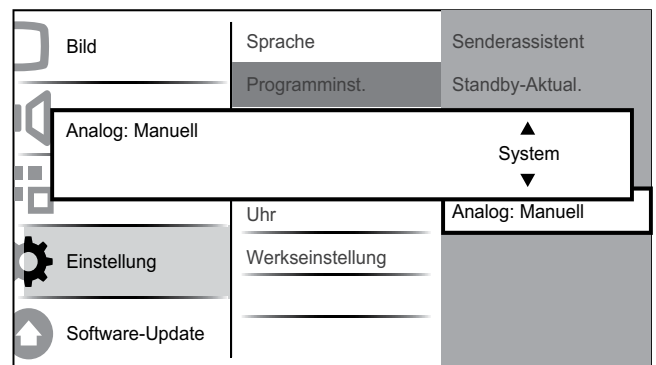 Bild
Sprache
Senderassistent
Programminst.
Standby-Aktual.
Analog: Manuell
System
Uhr
Analog: Manuell
Einstellung
Werkseinstellung
Software-Update